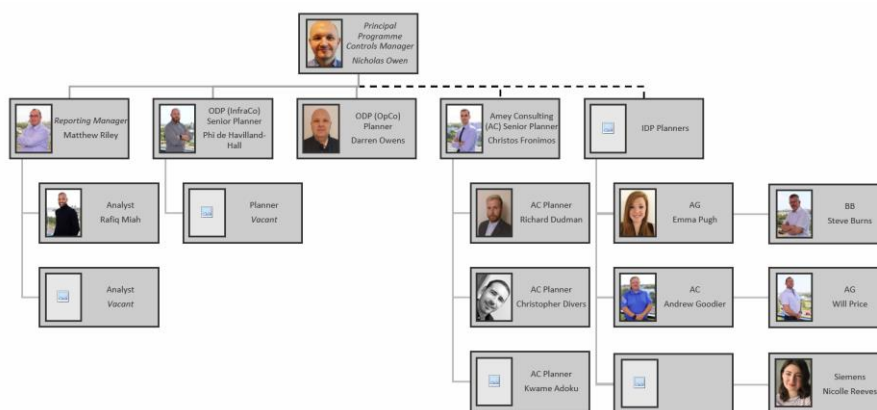 Principal
Programme
Controls Manager
Nicholas Owen
Reporting Manager
Matthew Riley
ODP (InfraCo)
Senior Planner
Phi de Havilland-
Hall
ODP (OpCo)
Planner
Darren Owens
Amey Consulting
(AC) Senior Planner
Christos Fronimos
IDP Planners
Analyst
Rafiq Miah
Planner
Vacant
AC Planner
Richard Dudman
AG
Emma Pugh
BB
Steve Burns
Analyst
Vacant
AC Planner
Christopher Divers
AC
Andrew Goodier
AG
Will Price
AC Planner
Kwame Adoku
Siemens
Nicolle Reeves